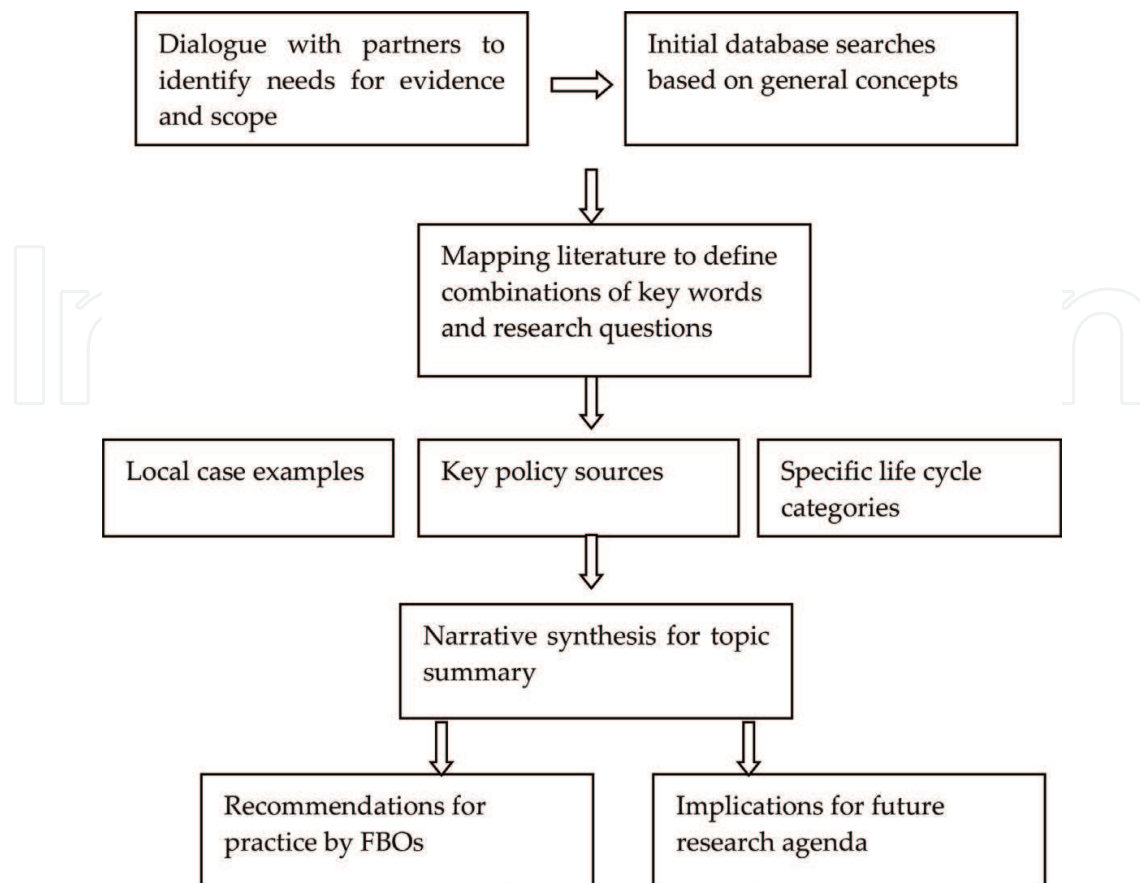 Dialogue with partners to
identify needs for evidence
and scope
Initial database searches
based on general concepts
Mapping literature to define
combinations of key words
and research questions
Local case examples
Key policy sources
Specific life cycle
categories
Narrative synthesis for topic
summary
Recommendations for
practice by FBOs
Implications for future
research agenda